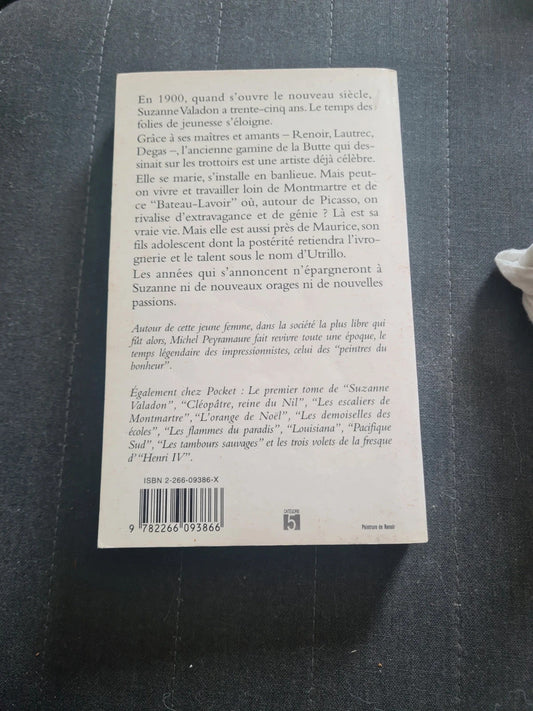 En 1900, quand s'ouvre le nouveau siècle,
Suzanne Valadon a trente-cinq ans. Le temps des
folies de jeunesse s'éloigne.
Grâce à ses maîtres et amants – Renoir, Lautrec,
Degas –, l'ancienne gamine de la Butte qui des-
sinait sur les trottoirs est une artiste déjà célèbre.
Elle se marie, s'installe en banlieue. Mais peut-
on vivre et travailler loin de Montmartre et de
ce "Bateau-Lavoir" où, autour de Picasso, on
rivalise d'extravagance et de génie ? Là est sa
vraie vie. Mais elle est aussi près de Maurice, son
fils adolescent dont la postérité retiendra l'ivro-
gnerie et le talent sous le nom d'Utrillo.
Les années qui s'annoncent n'épargneront à
Suzanne ni de nouveaux orages ni de nouvelles
passions.
Autour de cette jeune femme, dans la société la plus libre qui
fût alors, Michel Peyramaure fait revivre toute une époque, le
temps légendaire des impressionnistes, celui des "peintres du
bonheur".
Également chez Pocket : Le premier tome de "Suzanne
Valadon", "Cléopâtre, reine du Nil", "Les escaliers de
Montmartre", "L'orange de Noël", "Les demoiselles des
écoles", "Les flammes du paradis", "Louisiana", "Pacifique
Sud", "Les tambours sauvages" et les trois volets de la fresque
d'"Henri IV".
ISBN 2-266-09386-X
9 782266 093866
CATÉGORIE
5
Peinture de Renoir